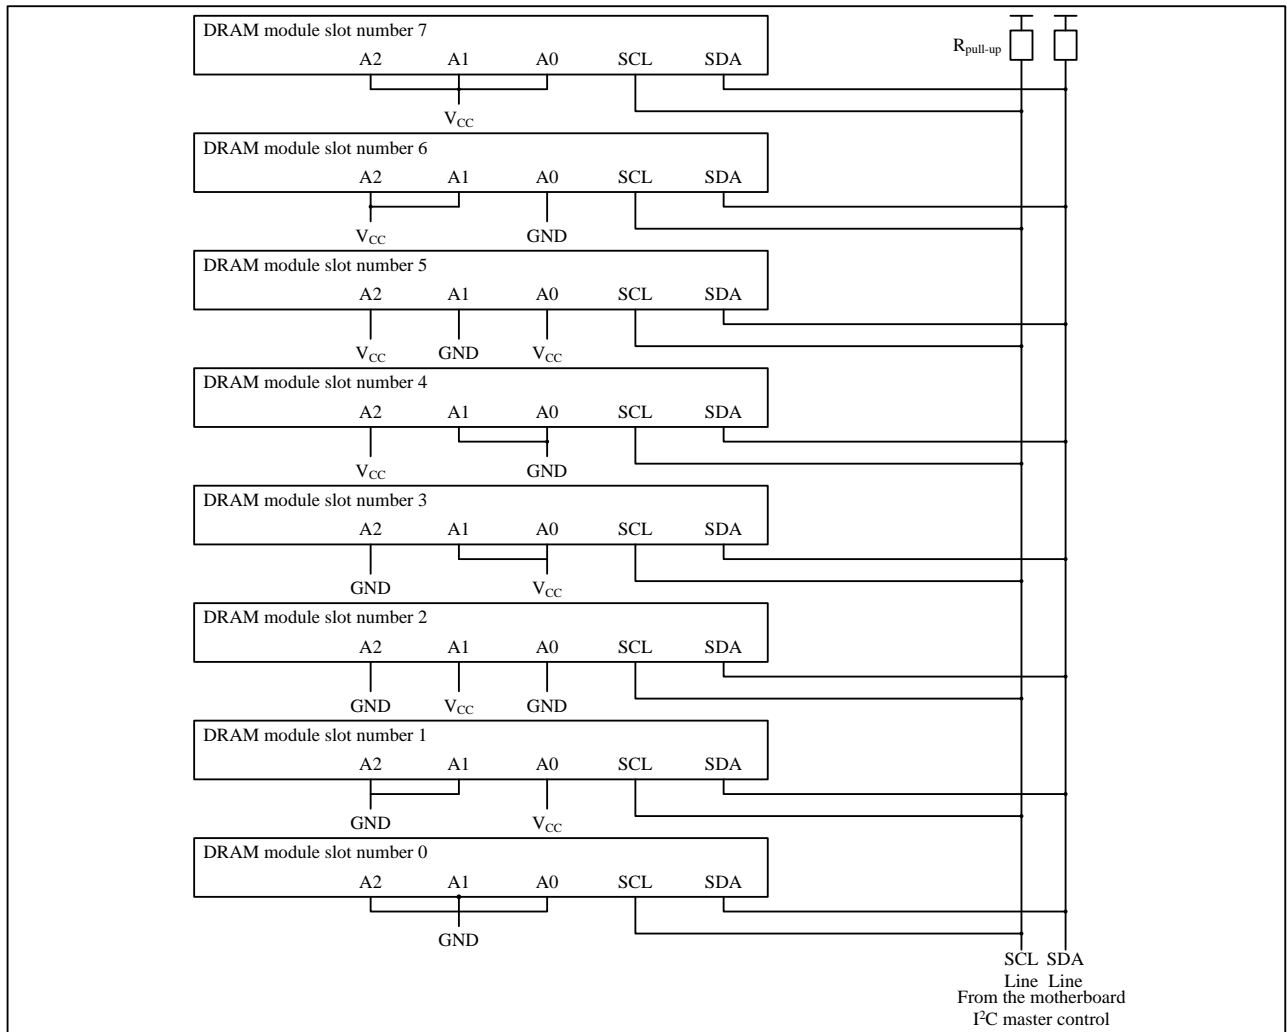 DRAM module slot number 7
A2 A1 A0 SCL SDA
V_CC
R_pull-up
DRAM module slot number 6
A2 A1 A0 SCL SDA
V_CC GND
DRAM module slot number 5
A2 A1 A0 SCL SDA
V_CC GND V_CC
DRAM module slot number 4
A2 A1 A0 SCL SDA
V_CC GND
DRAM module slot number 3
A2 A1 A0 SCL SDA
GND V_CC
DRAM module slot number 2
A2 A1 A0 SCL SDA
GND V_CC GND
DRAM module slot number 1
A2 A1 A0 SCL SDA
GND V_CC
DRAM module slot number 0
A2 A1 A0 SCL SDA
GND
SCL SDA
Line Line
From the motherboard
I²C master control